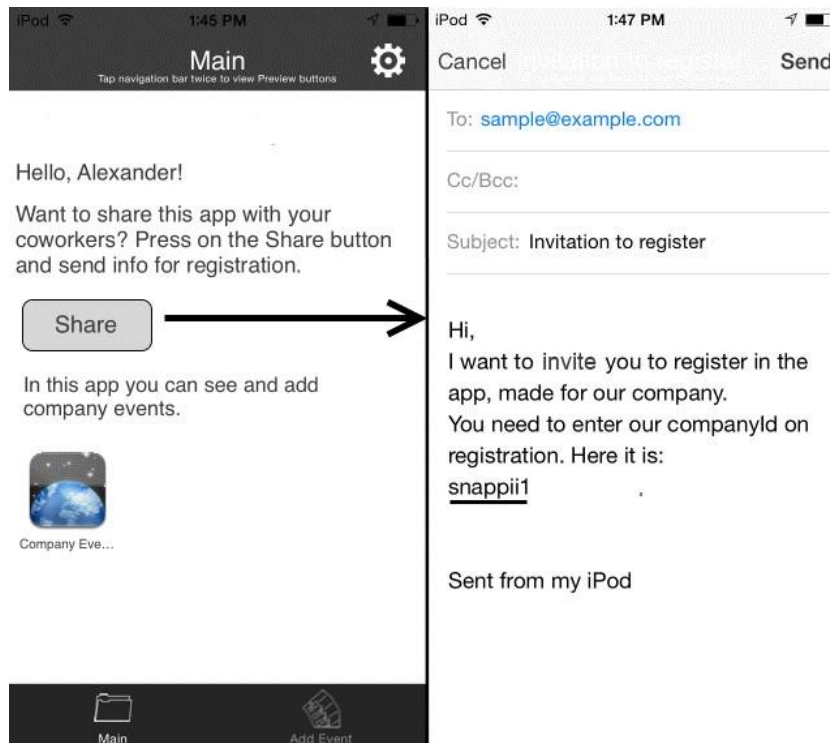 iPod 1:45 PM
Main
Tap navigation bar twice to view Preview buttons
Hello, Alexander!
Want to share this app with your
coworkers? Press on the Share button
and send info for registration.
Share
In this app you can see and add
company events.
Company Eve...
Main Add Event
iPod 1:47 PM
Cancel Invitation to register Send
To: sample@example.com
Cc/Bcc:
Subject: Invitation to register
Hi,
I want to invite you to register in the
app, made for our company.
You need to enter our companyId on
registration. Here it is:
snappii1
Sent from my iPod